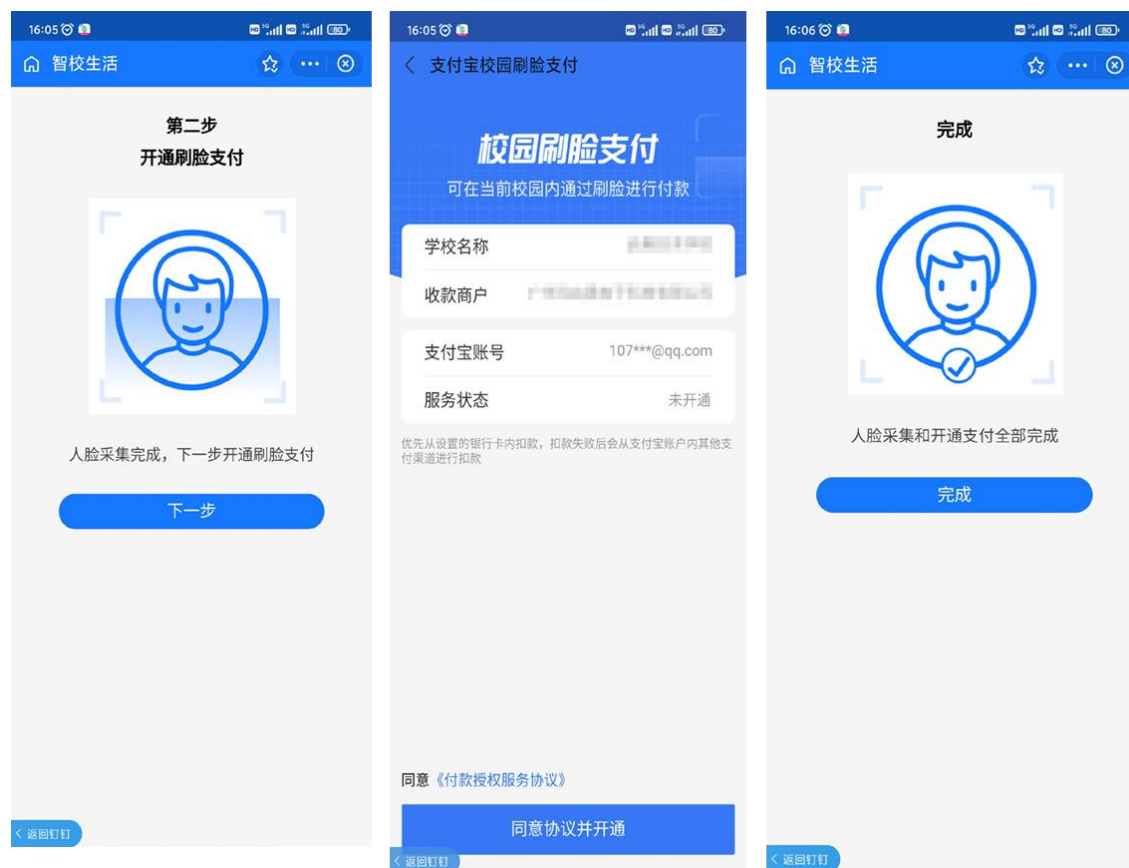 16:05
智校生活
第二步
开通刷脸支付
人脸采集完成，下一步开通刷脸支付
下一步
返回钉钉
16:05
支付宝校园刷脸支付
校园刷脸支付
可在当前校园内通过刷脸进行付款
学校名称
收款商户
支付宝账号 107***@qq.com
服务状态 未开通
优先从设置的银行卡内扣款，扣款失败后会从支付宝账户内其他支
付渠道进行扣款
同意《付款授权服务协议》
同意协议并开通
返回钉钉
16:06
智校生活
完成
人脸采集和开通支付全部完成
完成
返回钉钉